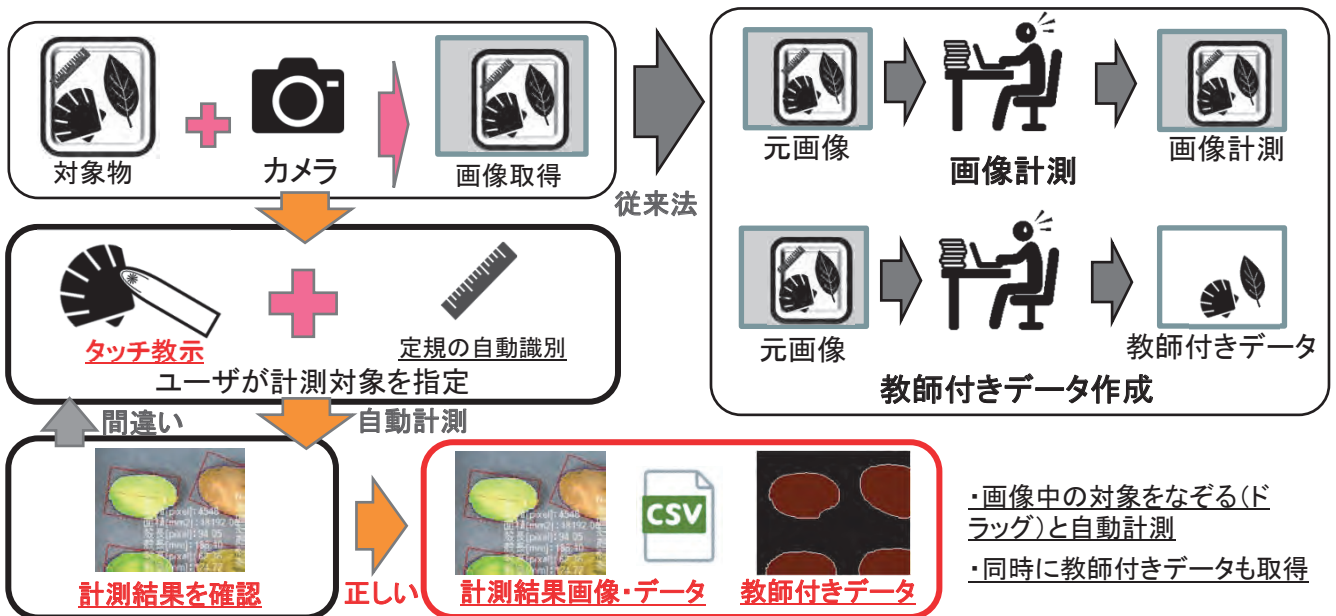 対象物
カメラ
画像取得
従来法
元画像
画像計測
画像計測
元画像
教師付きデータ
教師付きデータ作成
タッチ教示
定規の自動識別
ユーザが計測対象を指定
間違い
自動計測
計測結果を確認
正しい
CSV
計測結果画像・データ
教師付きデータ
・画像中の対象をなぞる(ド
ラッグ)と自動計測
・同時に教師付きデータも取得